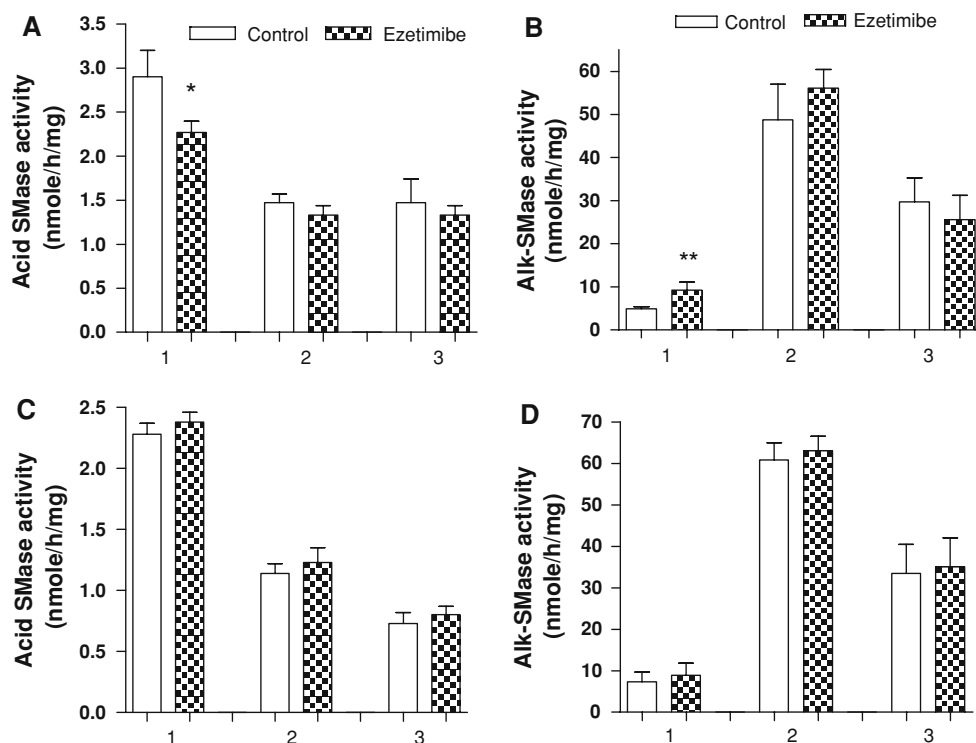 A
Control
Ezetimibe
Acid SMase activity
(nmole/h/mg)
3.5
3.0
2.5
2.0
1.5
1.0
0.5
0.0
*
1
2
3
B
Control
Ezetimibe
Alk-SMase activity
(nmole/h/mg)
60
50
40
30
20
10
0
**
1
2
3
C
Acid SMase activity
(nmole/h/mg)
2.5
2.0
1.5
1.0
0.5
0.0
1
2
3
D
Alk-SMase activity
(nmole/h/mg)
70
60
50
40
30
20
10
0
1
2
3